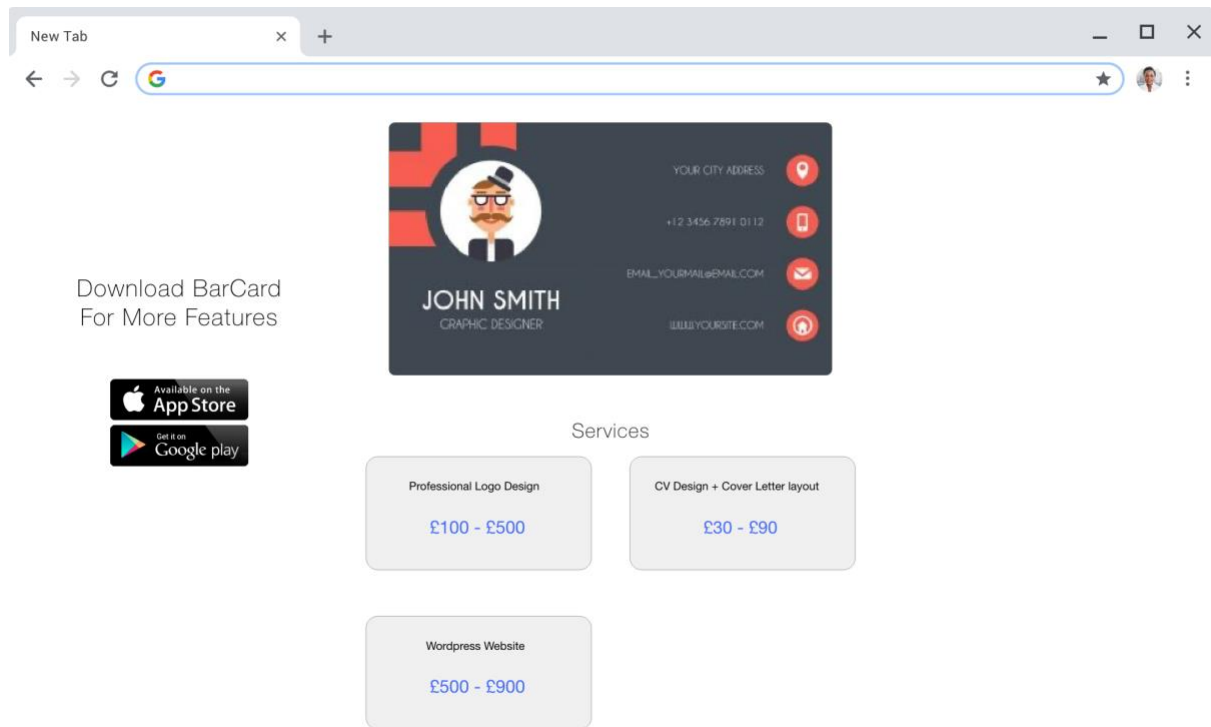 New Tab
YOUR CITY ADDRESS
+12 3456 7891 0112
EMAIL_YOURMAIL@EMAIL.COM
WWW.YOURSITE.COM
JOHN SMITH
GRAPHIC DESIGNER
Download BarCard
For More Features
Available on the
App Store
Get it on
Google play
Services
Professional Logo Design
£100 - £500
CV Design + Cover Letter layout
£30 - £90
Wordpress Website
£500 - £900